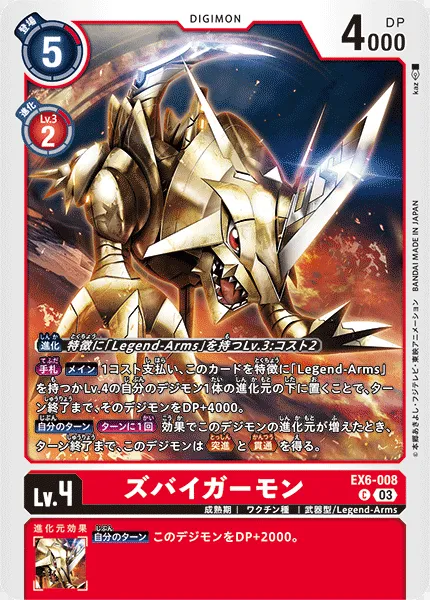 DIGIMON
登場
5
DP
4000
進化
Lv.3
2
kaz
進化 特徴に「Legend-Arms」を持つLv.3:コスト2
手札 メイン 1コスト支払い、このカードを特徴に「Legend-Arms」
を持つかLv.4の自分のデジモン1体の進化元の下に置くことで、ター
ン終了まで、そのデジモンをDP+4000。
自分のターン ターンに1回 効果でこのデジモンの進化元が増えたとき、
ターン終了まで、このデジモンは 突進 と 貫通 を得る。
©本郷あきよし・フジテレビ・東映アニメーション BANDAI MADE IN JAPAN
Lv.4
ズバイガーモン
EX6-008
C 03
成熟期 | ワクチン種 | 武器型/Legend-Arms
進化元効果
自分のターン このデジモンをDP+2000。